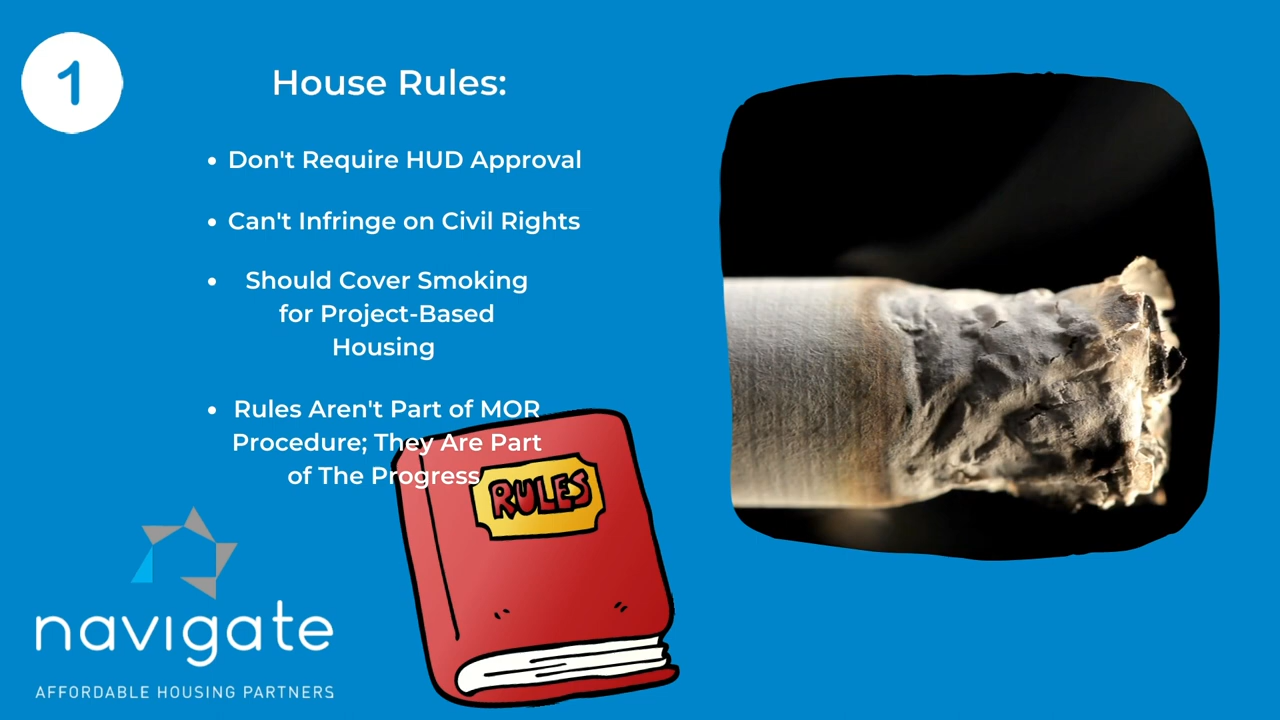 1
House Rules:
• Don't Require HUD Approval
• Can't Infringe on Civil Rights
• Should Cover Smoking
for Project-Based
Housing
• Rules Aren't Part of MOR
Procedure; They Are Part
of The Progress
RULES
navigate
AFFORDABLE HOUSING PARTNERS